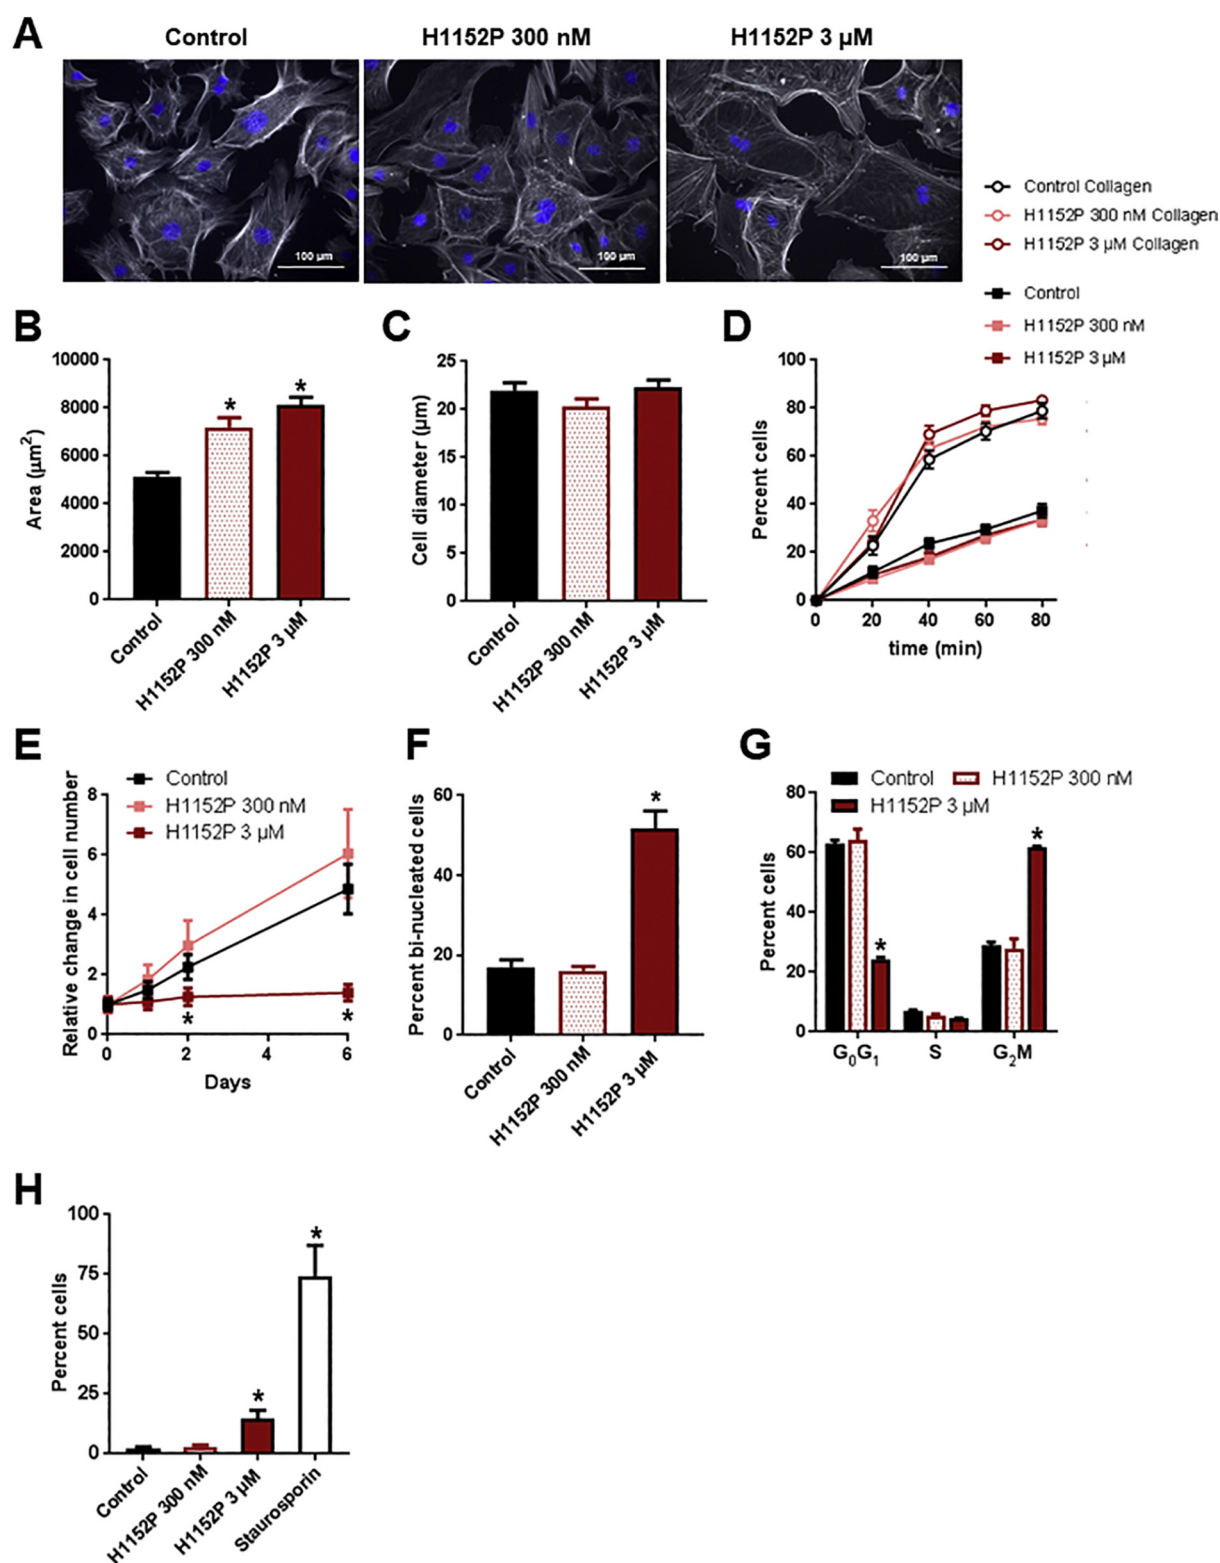 A
Control
H1152P 300 nM
H1152P 3 µM
100 µm
100 µm
100 µm
Control Collagen
H1152P 300 nM Collagen
H1152P 3 µM Collagen
Control
H1152P 300 nM
H1152P 3 µM
B
10000
8000
6000
4000
2000
0
Area (µm²)
*
*
Control
H1152P 300 nM
H1152P 3 µM
C
25
20
15
10
5
0
Cell diameter (µm)
Control
H1152P 300 nM
H1152P 3 µM
D
100
80
60
40
20
0
Percent cells
0 20 40 60 80
time (min)
E
Control
H1152P 300 nM
H1152P 3 µM
8
6
4
2
0
Relative change in cell number
*
*
0 2 4 6
Days
F
60
40
20
0
Percent bi-nucleated cells
*
Control
H1152P 300 nM
H1152P 3 µM
G
Control
H1152P 300 nM
H1152P 3 µM
80
60
40
20
0
Percent cells
*
*
G₀G₁ S G₂M
H
100
75
50
25
0
Percent cells
*
*
Control
H1152P 300 nM
H1152P 3 µM
Staurosporin